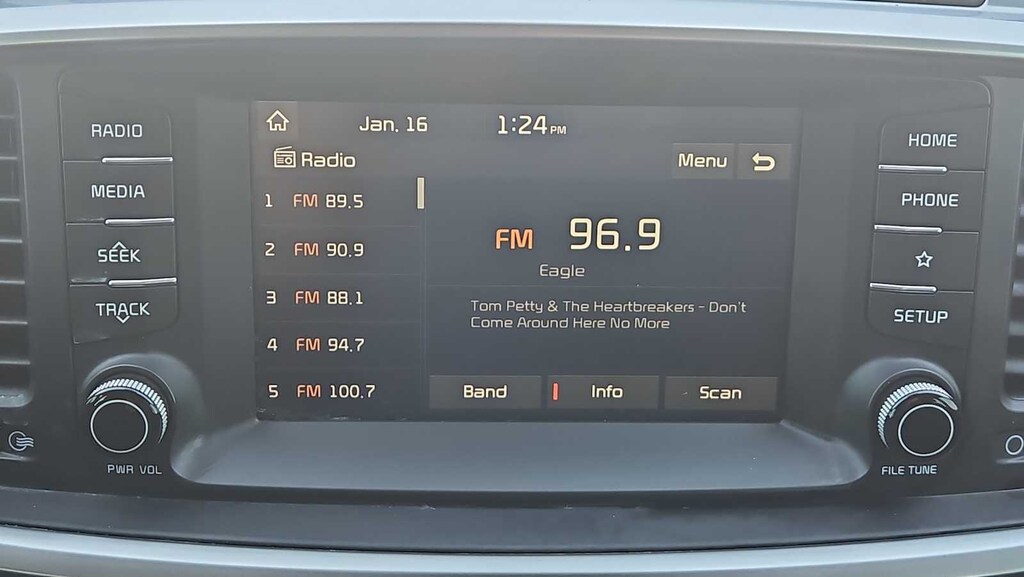 RADIO
MEDIA
SEEK
TRACK
PWR VOL
Jan. 16 1:24 PM
Radio
Menu
1 FM 89.5
2 FM 90.9
3 FM 88.1
4 FM 94.7
5 FM 100.7
FM 96.9
Eagle
Tom Petty & The Heartbreakers - Don't
Come Around Here No More
Band Info Scan
HOME
PHONE
SETUP
FILE TUNE